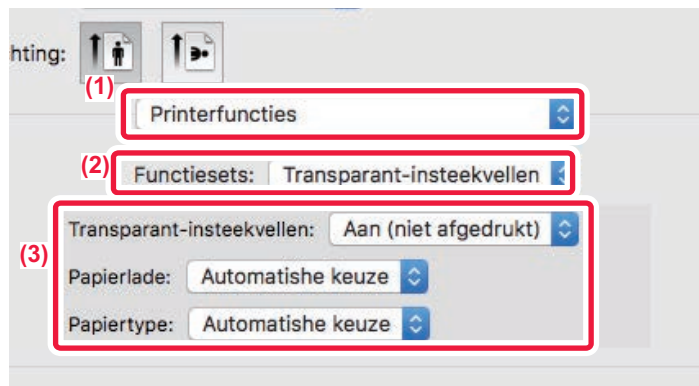 hting:
(1)
Printerfuncties
(2) Functiesets: Transparant-insteekvellen
Transparant-insteekvellen: Aan (niet afgedrukt)
(3)
Papierlade: Automatishe keuze
Papiertype: Automatishe keuze